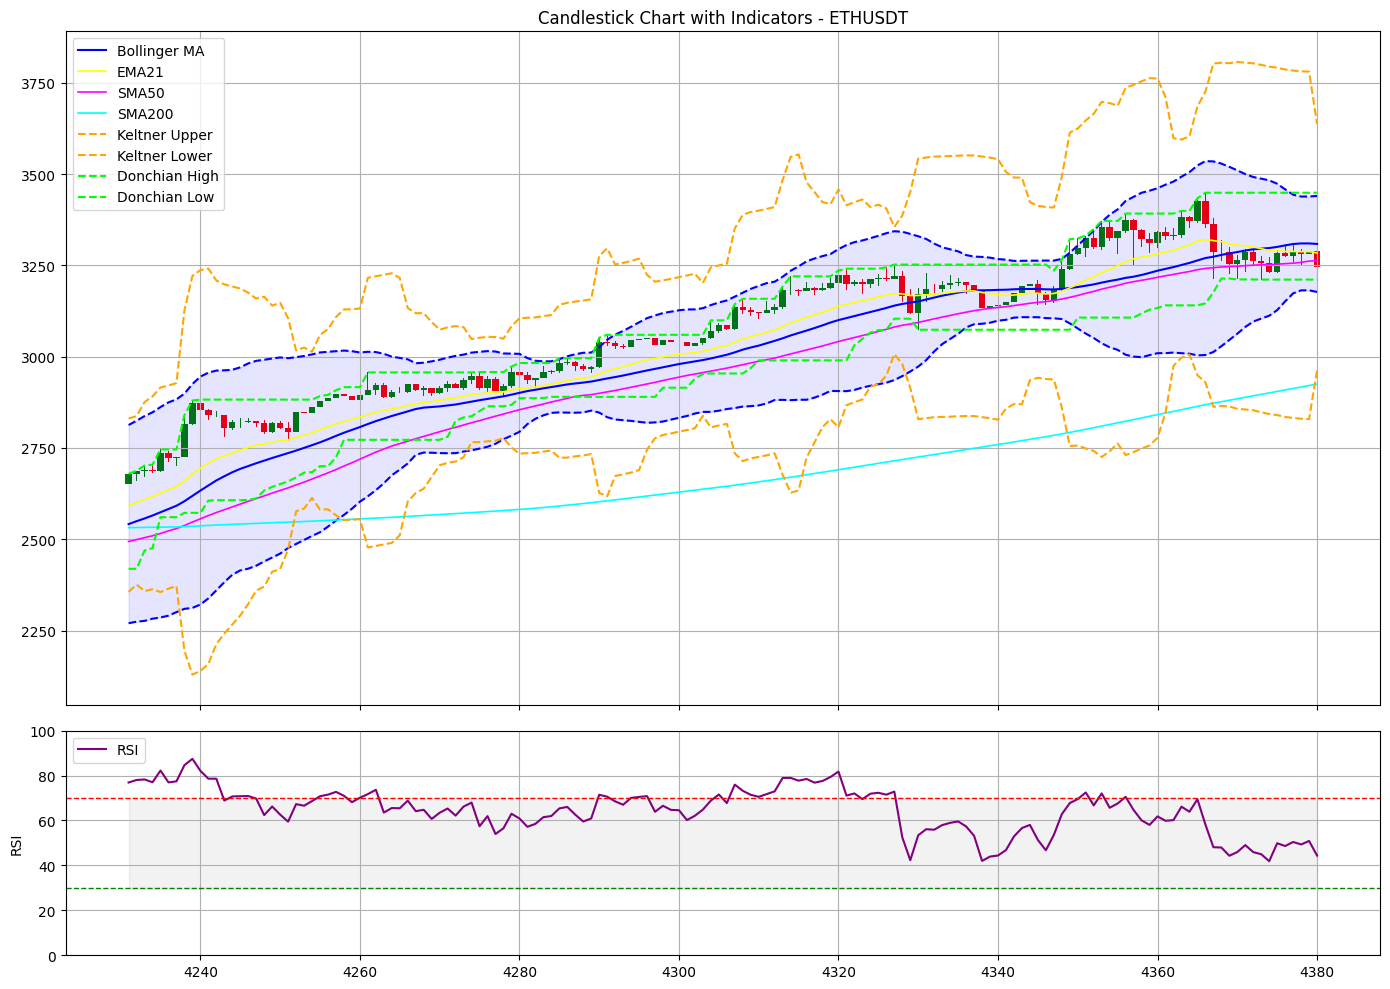 Candlestick Chart with Indicators - ETHUSDT
Bollinger MA
EMA21
SMA50
SMA200
Keltner Upper
Keltner Lower
Donchian High
Donchian Low
3750
3500
3250
3000
2750
2500
2250
RSI
100
80
60
40
20
0
RSI
4240
4260
4280
4300
4320
4340
4360
4380